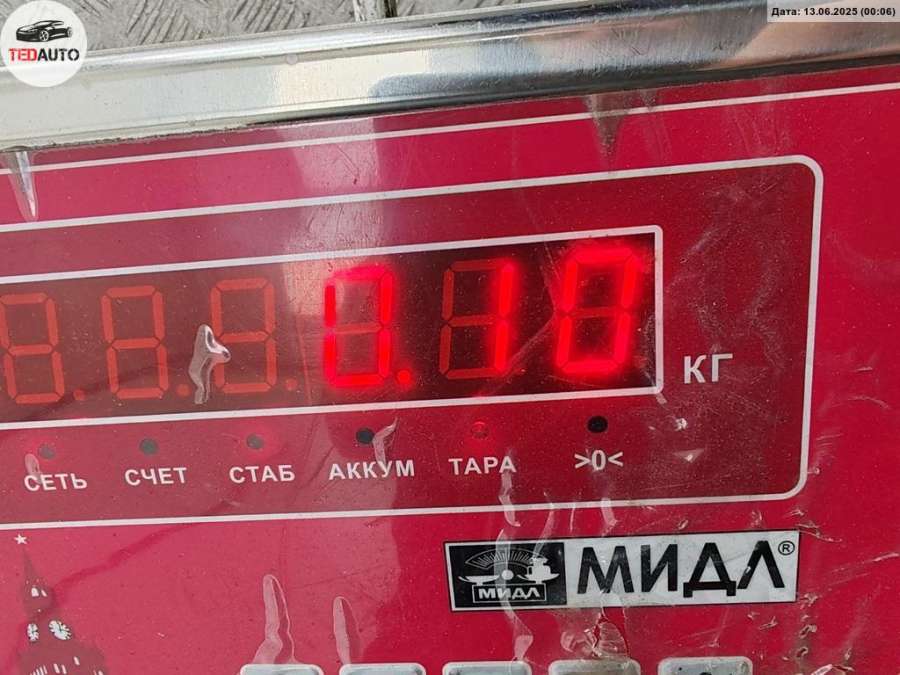 TEDAUTO
Дата: 13.06.2025 (00:06)
0.10
КГ
СЕТЬ СЧЕТ СТАБ АККУМ ТАРА >0<
МИДЛ МИДЛ®